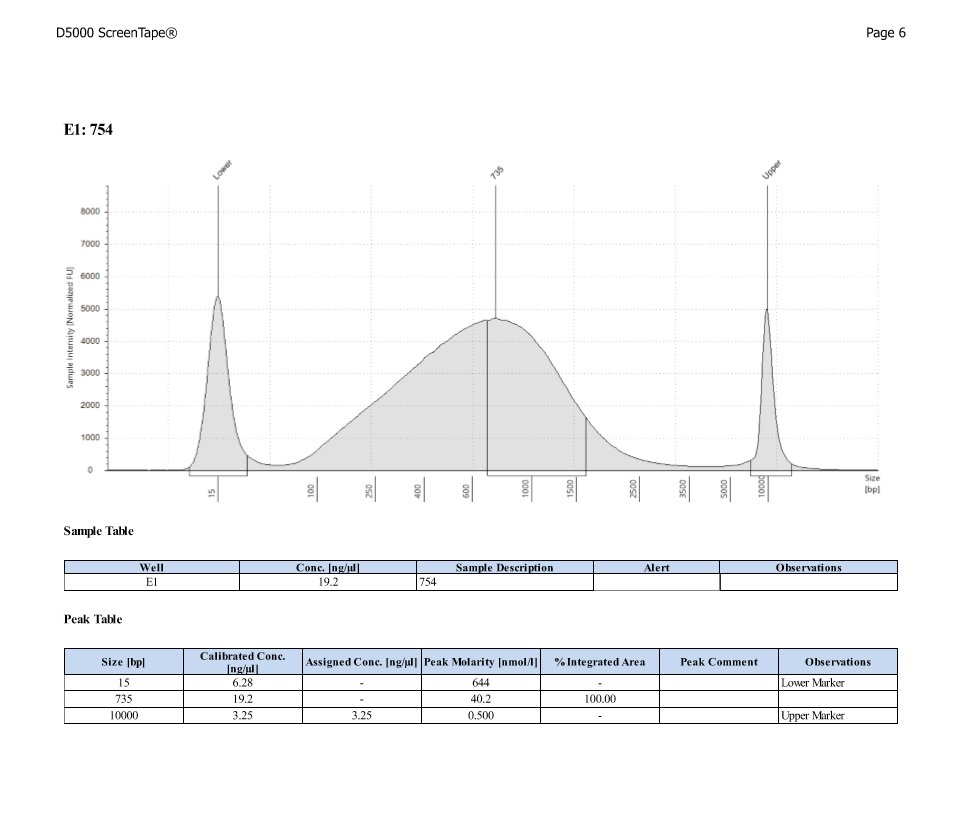 D5000 ScreenTape® Page 6
E1: 754
Lower 735 Upper
Sample Intensity [Normalized FU]
8000
7000
6000
5000
4000
3000
2000
1000
0
15 100 250 400 600 1000 1500 2500 3500 5000 10000 Size [bp]
Sample Table
Well Conc. [ng/µl] Sample Description Alert Observations
E1 19.2 754
Peak Table
Size [bp] Calibrated Conc. [ng/µl] Assigned Conc. [ng/µl] Peak Molarity [nmol/l] % Integrated Area Peak Comment Observations
15 6.28 - 644 - Lower Marker
735 19.2 - 40.2 100.00
10000 3.25 3.25 0.500 - Upper Marker